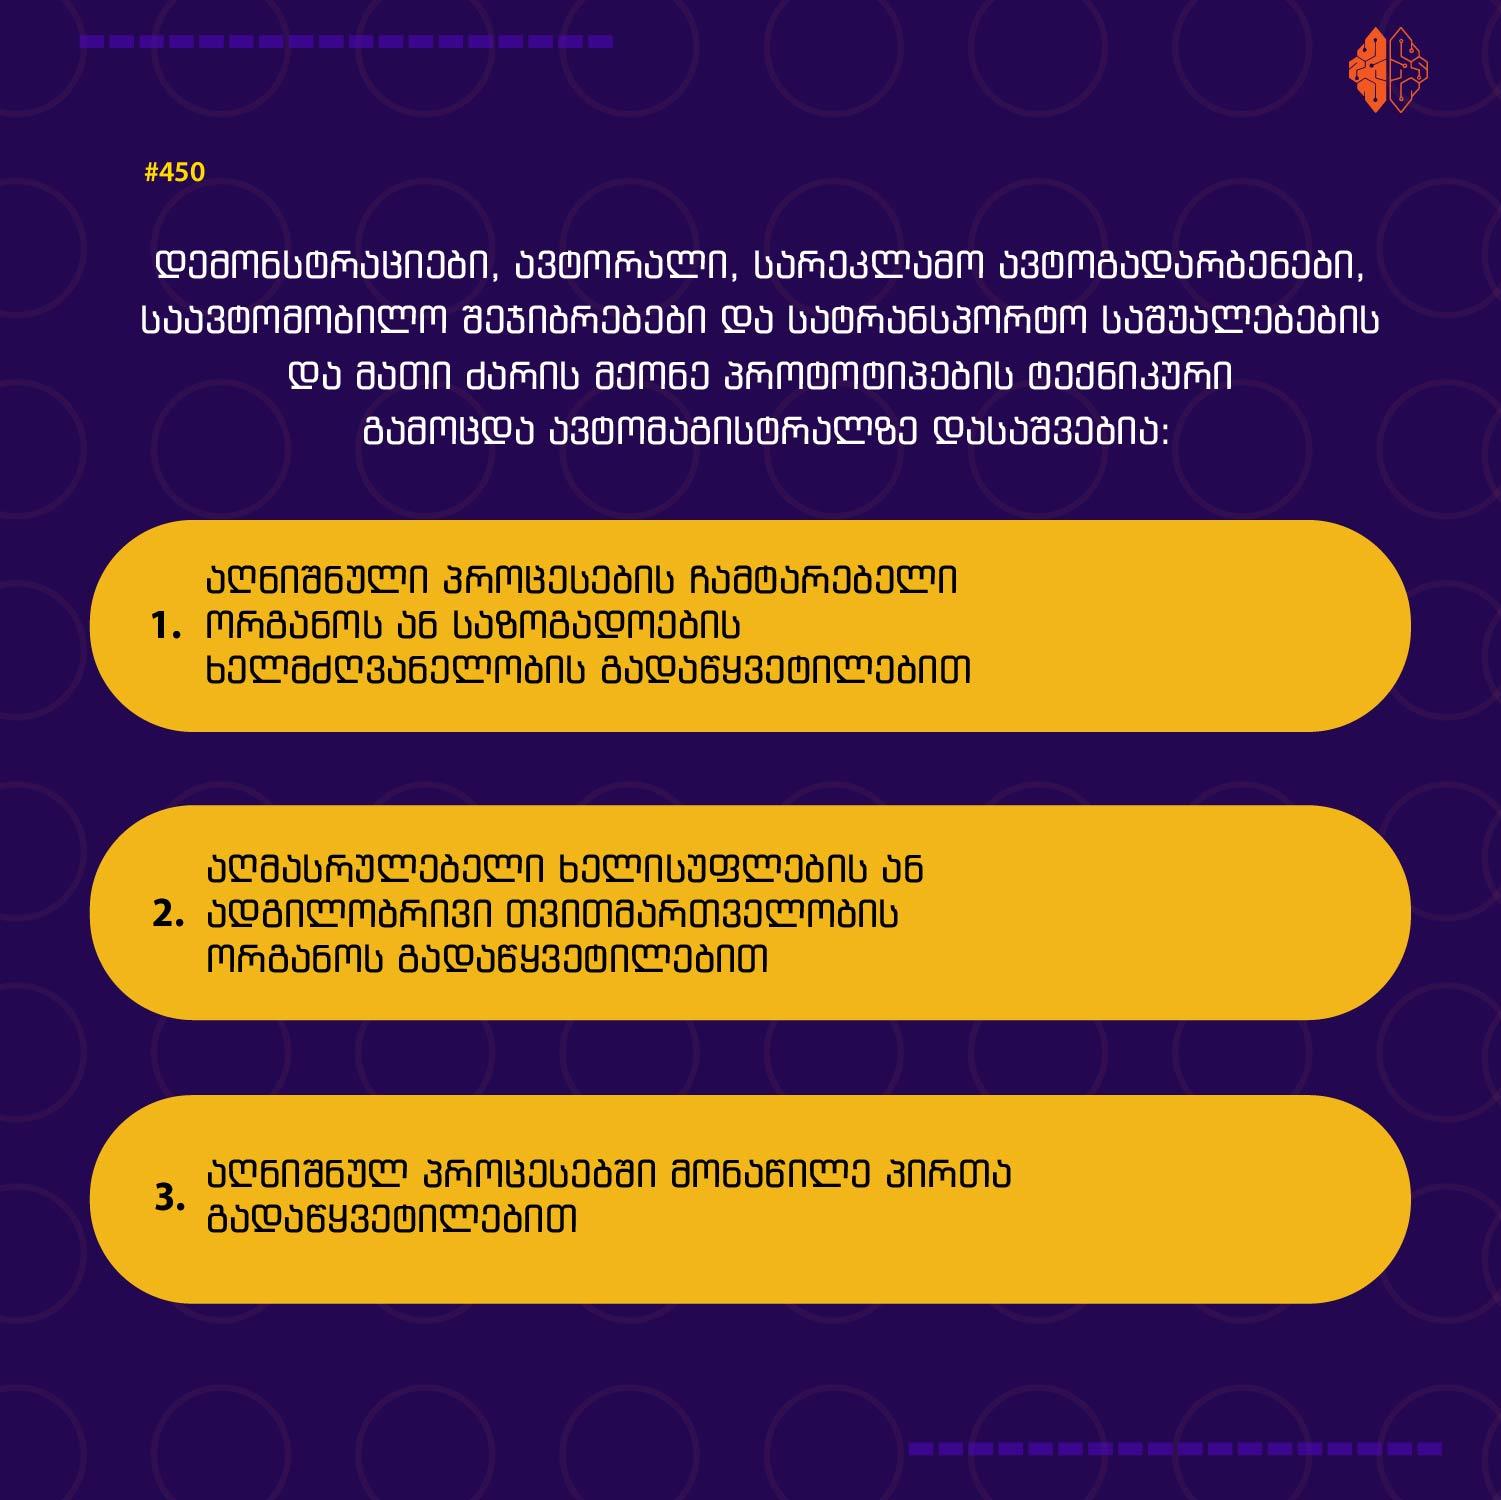 #450
დემონსტრაციები, ავტორალი, სარეკლამო ავტოგადარბენები,
საავტომობილო შეჯიბრებები და სატრანსპორტო საშუალებების
და მათი ძარის მქონე პროტოტიპების ტექნიკური
გამოცდა ავტომაგისტრალზე დასაშვებია:
აღნიშნული პროცესების ჩამტარებელი
1. ორგანოს ან საზოგადოების
ხელმძღვანელობის გადაწყვეტილებით
აღმასრულებელი ხელისუფლების ან
2. ადგილობრივი თვითმართველობის
ორგანოს გადაწყვეტილებით
აღნიშნულ პროცესებში მონაწილე პირთა
3. გადაწყვეტილებით